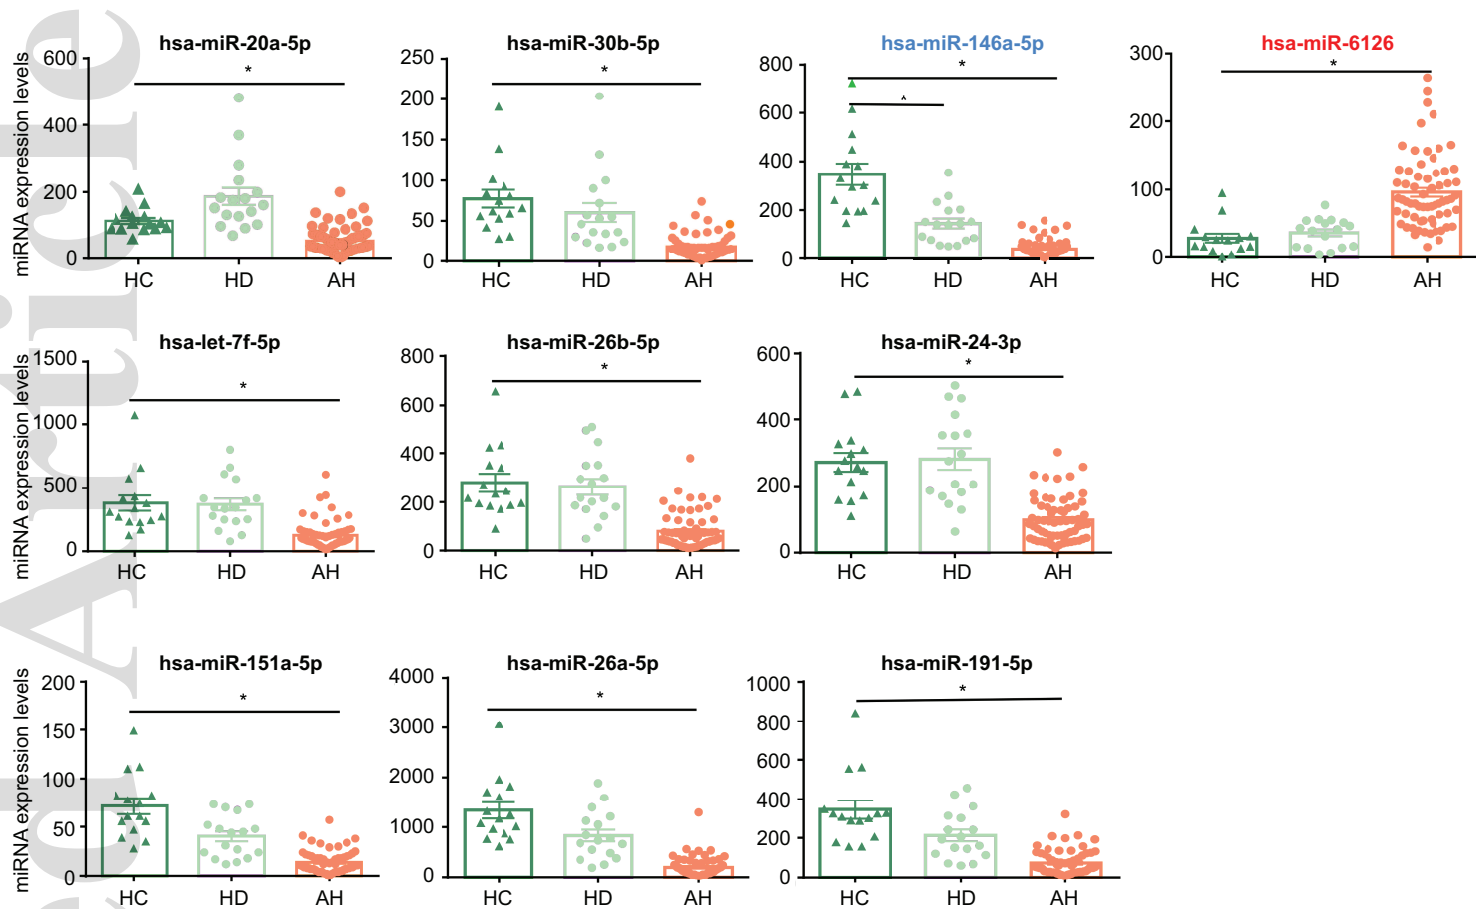 hsa-miR-20a-5p
miRNA expression levels
600
400
200
0
*
HC HD AH
hsa-miR-30b-5p
250
200
150
100
50
0
*
HC HD AH
hsa-miR-146a-5p
800
600
400
200
0
*
HC HD AH
hsa-miR-6126
300
200
100
0
*
HC HD AH
hsa-let-7f-5p
miRNA expression levels
1500
1000
500
0
*
HC HD AH
hsa-miR-26b-5p
800
600
400
200
0
*
HC HD AH
hsa-miR-24-3p
600
400
200
0
*
HC HD AH
hsa-miR-151a-5p
miRNA expression levels
200
150
100
50
0
*
HC HD AH
hsa-miR-26a-5p
4000
3000
2000
1000
0
*
HC HD AH
hsa-miR-191-5p
1000
800
600
400
200
0
*
HC HD AH
d Article